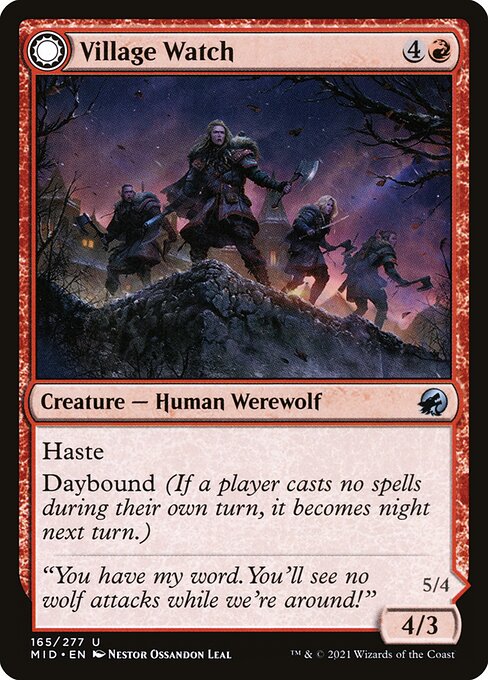 Village Watch 4
Creature — Human Werewolf
Haste
Daybound (If a player casts no spells
during their own turn, it becomes night
next turn.)
“You have my word. You’ll see no
wolf attacks while we’re around!”
5/4
4/3
165/277 U
MID • EN Nestor Ossandon Leal
™ & © 2021 Wizards of the Coast